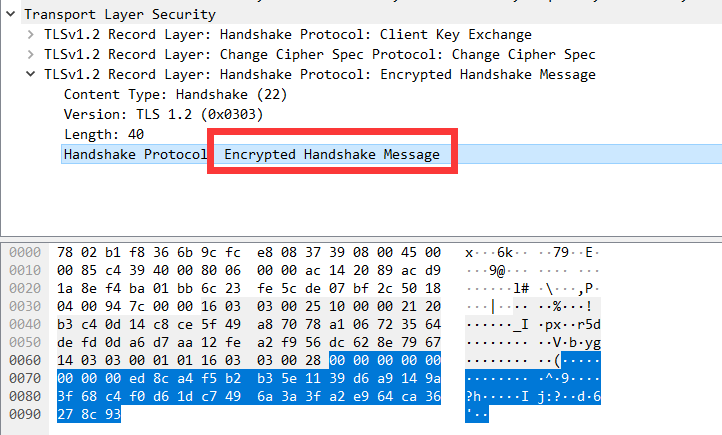 Transport Layer Security
TLSv1.2 Record Layer: Handshake Protocol: Client Key Exchange
TLSv1.2 Record Layer: Change Cipher Spec Protocol: Change Cipher Spec
TLSv1.2 Record Layer: Handshake Protocol: Encrypted Handshake Message
Content Type: Handshake (22)
Version: TLS 1.2 (0x0303)
Length: 40
Handshake Protocol Encrypted Handshake Message
0000 78 02 b1 f8 36 6b 9c fc e8 08 37 39 08 00 45 00 x···6k·· ··79··E·
0010 00 85 c4 39 40 00 80 06 00 00 ac 14 20 89 ac d9 ···9@··· ···· ···
0020 1a 8e f4 ba 01 bb 6c 23 fe 5c de 07 bf 2c 50 18 ······l# ·\···,P·
0030 04 00 94 7c 00 00 16 03 03 00 25 10 00 00 21 20 ···|···· ··%···! 
0040 b3 c4 0d 14 c8 ce 5f 49 a8 70 78 a1 06 72 35 64 ······_I ·px··r5d
0050 de fd 0d a6 d7 aa 12 fe a2 f9 56 dc 62 8e 79 67 ········ ··V·b·yg
0060 14 03 03 00 01 01 16 03 03 00 28 00 00 00 00 00 ········ ··(·····
0070 00 00 00 ed 8c a4 f5 b2 b3 5e 11 39 d6 a9 14 9a ········ ·^·9····
0080 3f 68 c4 f0 d6 1d c7 49 6a 3a 3f a2 e9 64 ca 36 ?h·····I j:?··d·6
0090 27 8c 93 '··